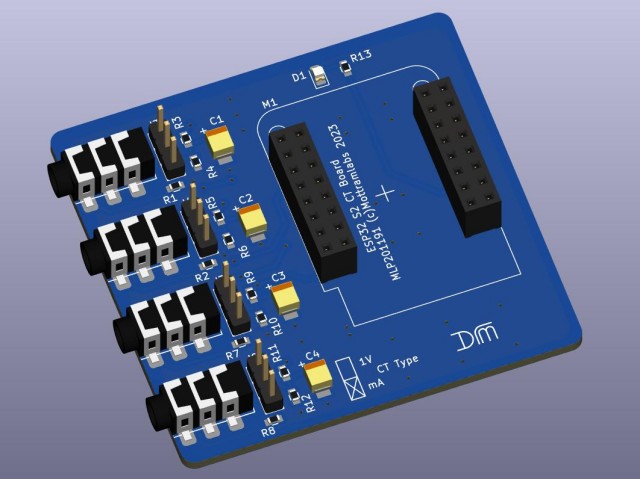 D1
R13
M1
R3
+ C1
R4
R1
R5
+ C2
R6
R2
R9
+ C3
R10
R7
R11
+ C4
R12
R8
ESP32 S2 CT Board
MLP201191 (c)Mottramlabs 2023
1V
CT Type
mA
DM